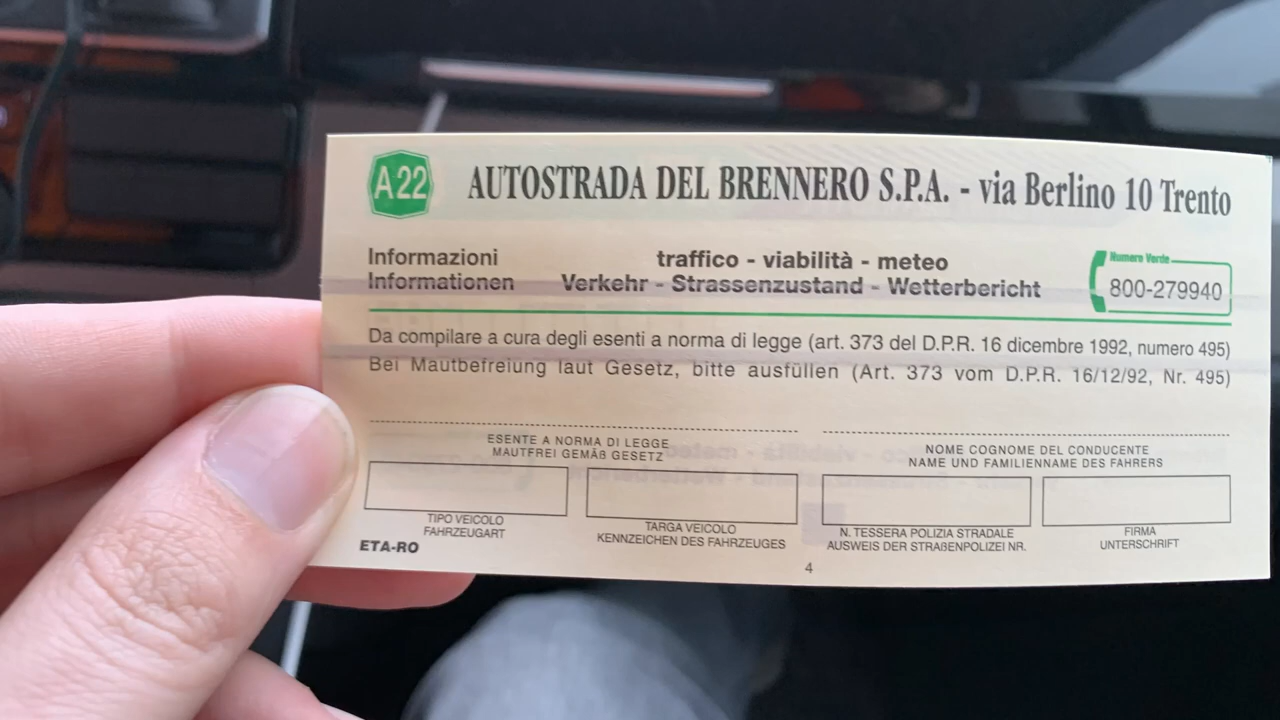 A22
AUTOSTRADA DEL BRENNERO S.P.A. - via Berlino 10 Trento
Informazioni traffico - viabilità - meteo
Informationen Verkehr - Strassenzustand - Wetterbericht
Numero Verde
800-279940
Da compilare a cura degli esenti a norma di legge (art. 373 del D.P.R. 16 dicembre 1992, numero 495)
Bei Mautbefreiung laut Gesetz, bitte ausfüllen (Art. 373 vom D.P.R. 16/12/92, Nr. 495)
ESENTE A NORMA DI LEGGE
MAUTFREI GEMÄß GESETZ
NOME COGNOME DEL CONDUCENTE
NAME UND FAMILIENNAME DES FAHRERS
TIPO VEICOLO
FAHRZEUGART
TARGA VEICOLO
KENNZEICHEN DES FAHRZEUGES
N. TESSERA POLIZIA STRADALE
AUSWEIS DER STRAßENPOLIZEI NR.
FIRMA
UNTERSCHRIFT
ETA-RO
4